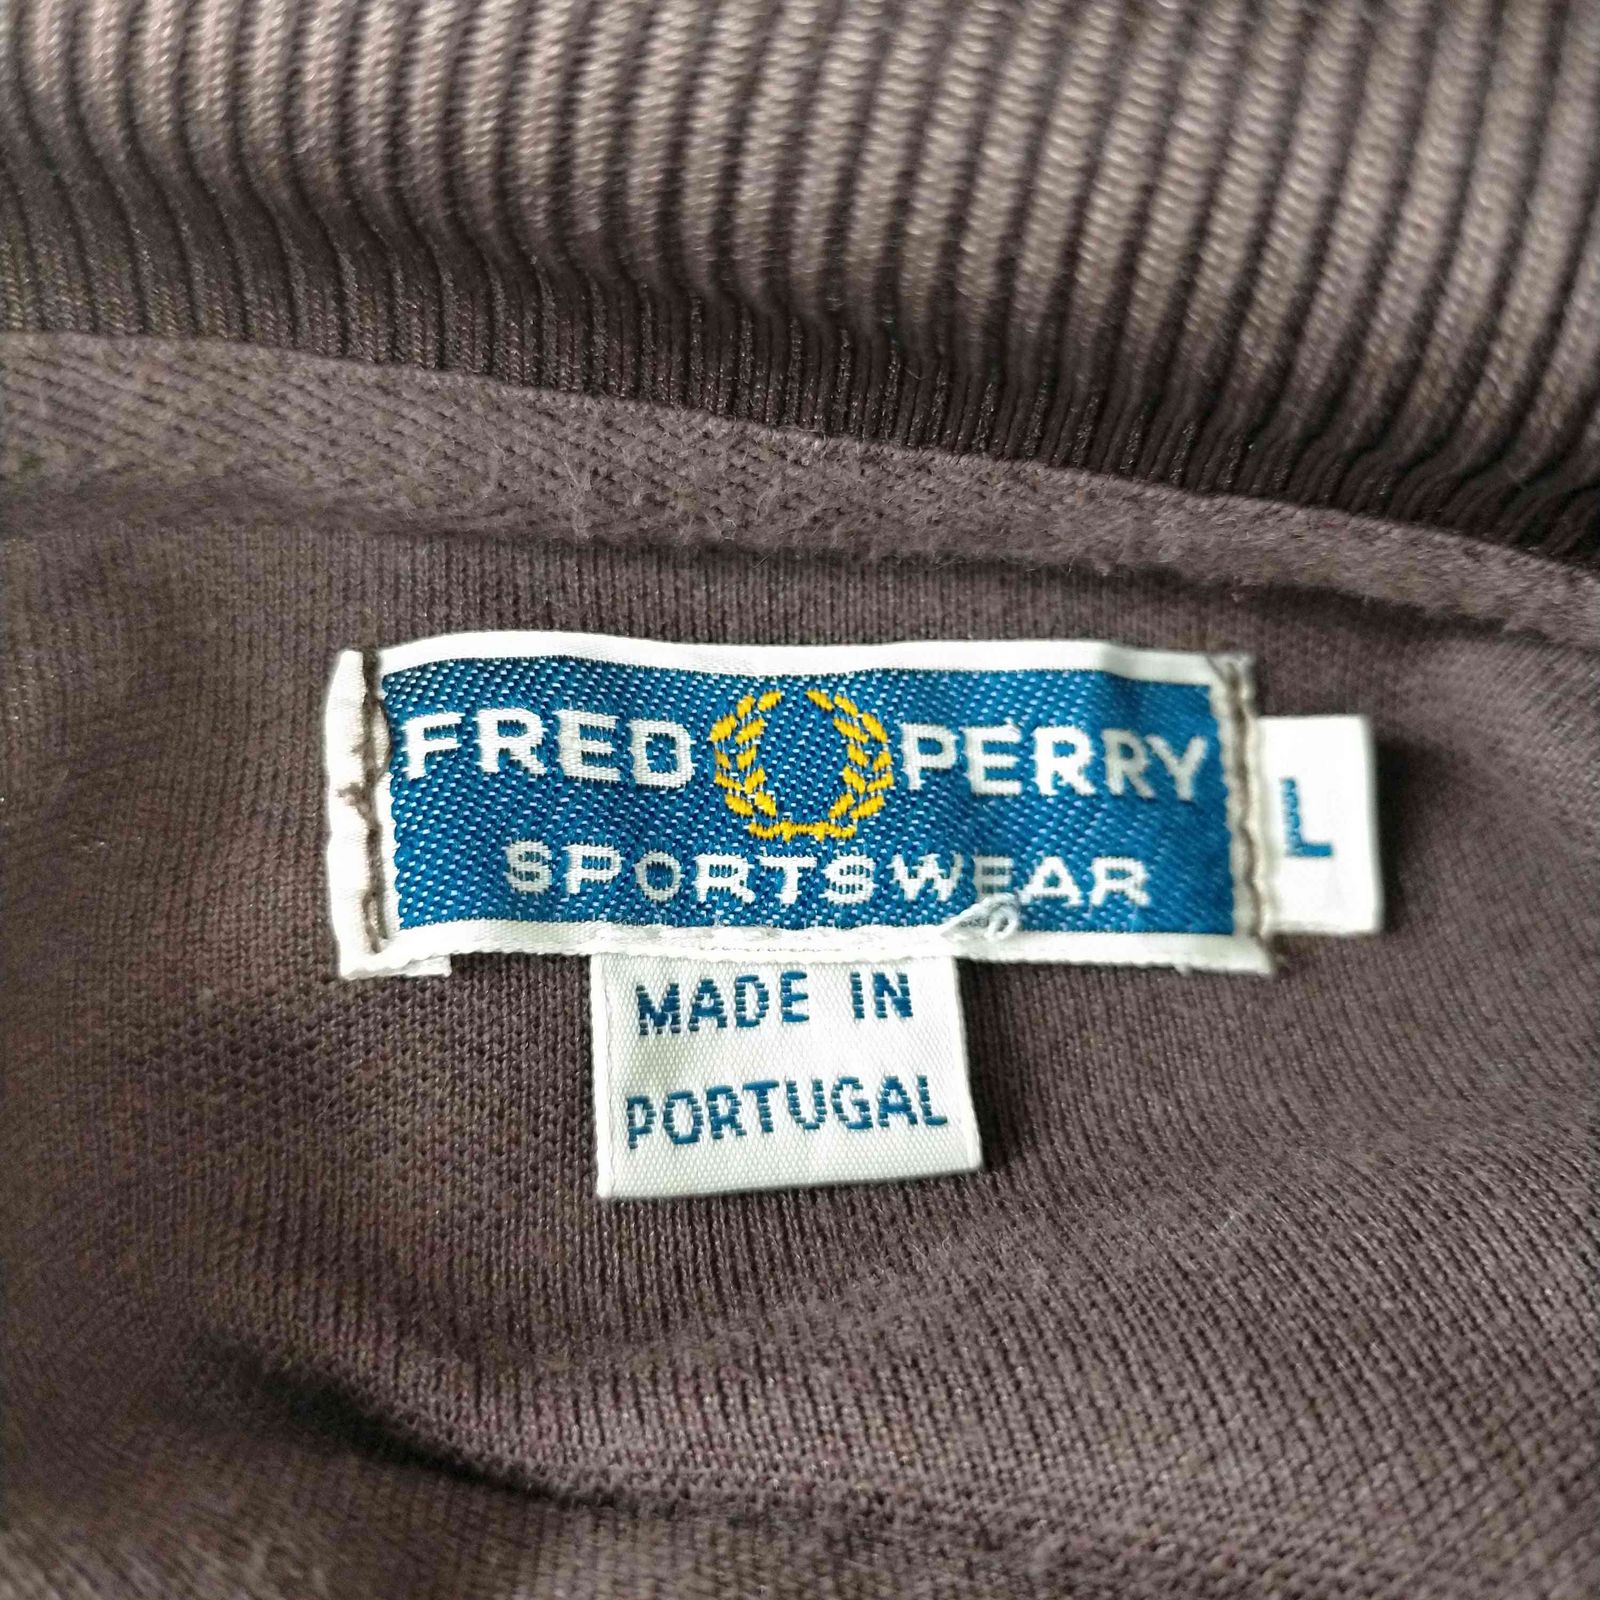 FRED PERRY
SPORTSWEAR
L
MADE IN
PORTUGAL